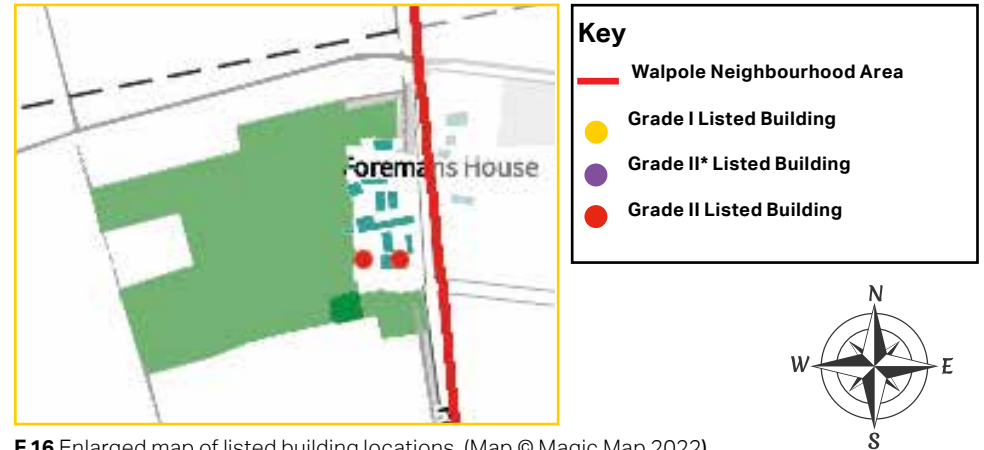 Foremans House
Key
Walpole Neighbourhood Area
Grade I Listed Building
Grade II* Listed Building
Grade II Listed Building
N
W E
S
F.16 Enlarged map of listed building locations. (Map © Magic Map 2022)